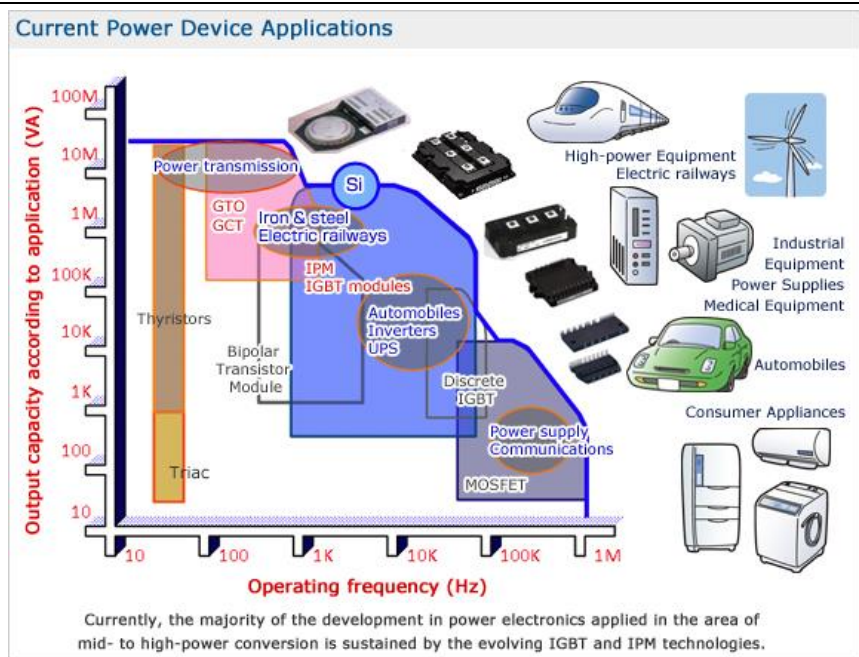 Current Power Device Applications
Output capacity according to application (VA)
100M
10M
1M
100K
10K
1K
100
10
Power transmission
GTO
GCT
Si
Iron & steel
Electric railways
IPM
IGBT modules
Thyristors
Bipolar
Transistor
Module
Automobiles
Inverters
UPS
Discrete
IGBT
Triac
Power supply
Communications
MOSFET
High-power Equipment
Electric railways
Industrial
Equipment
Power Supplies
Medical Equipment
Automobiles
Consumer Appliances
10
100
1K
10K
100K
1M
Operating frequency (Hz)
Currently, the majority of the development in power electronics applied in the area of
mid- to high-power conversion is sustained by the evolving IGBT and IPM technologies.